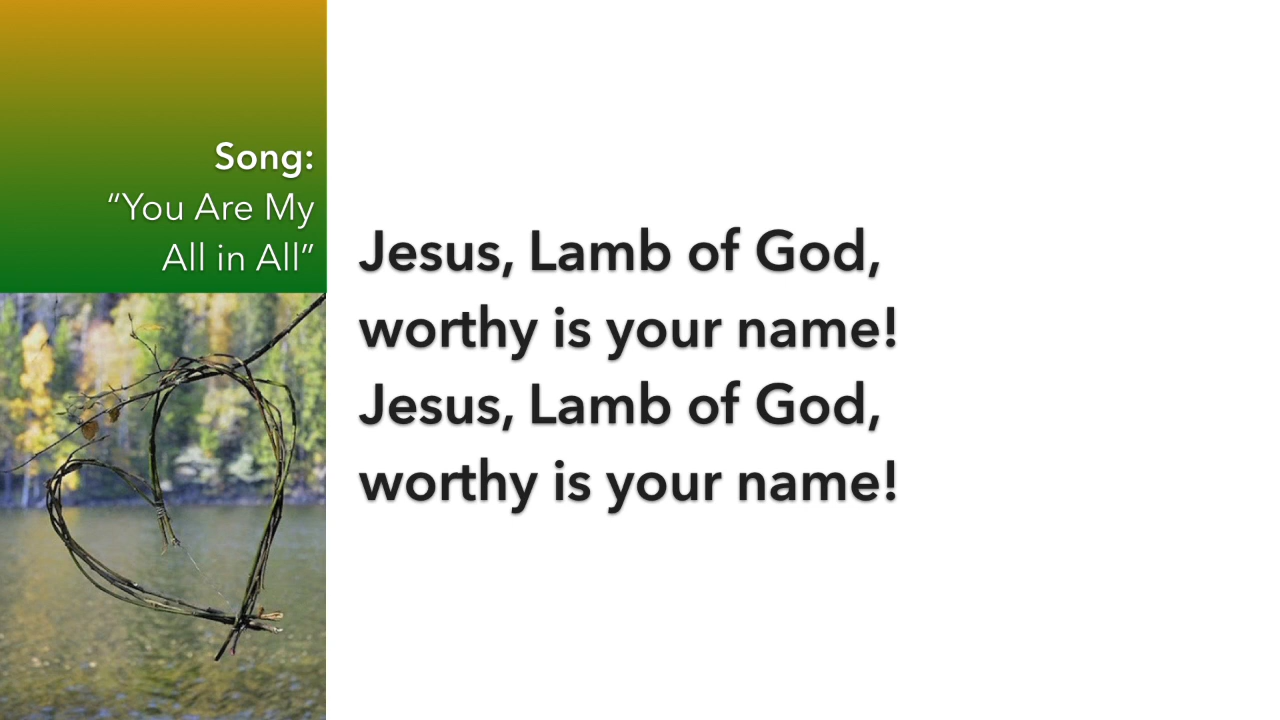 Song:
“You Are My
All in All”
Jesus, Lamb of God,
worthy is your name!
Jesus, Lamb of God,
worthy is your name!